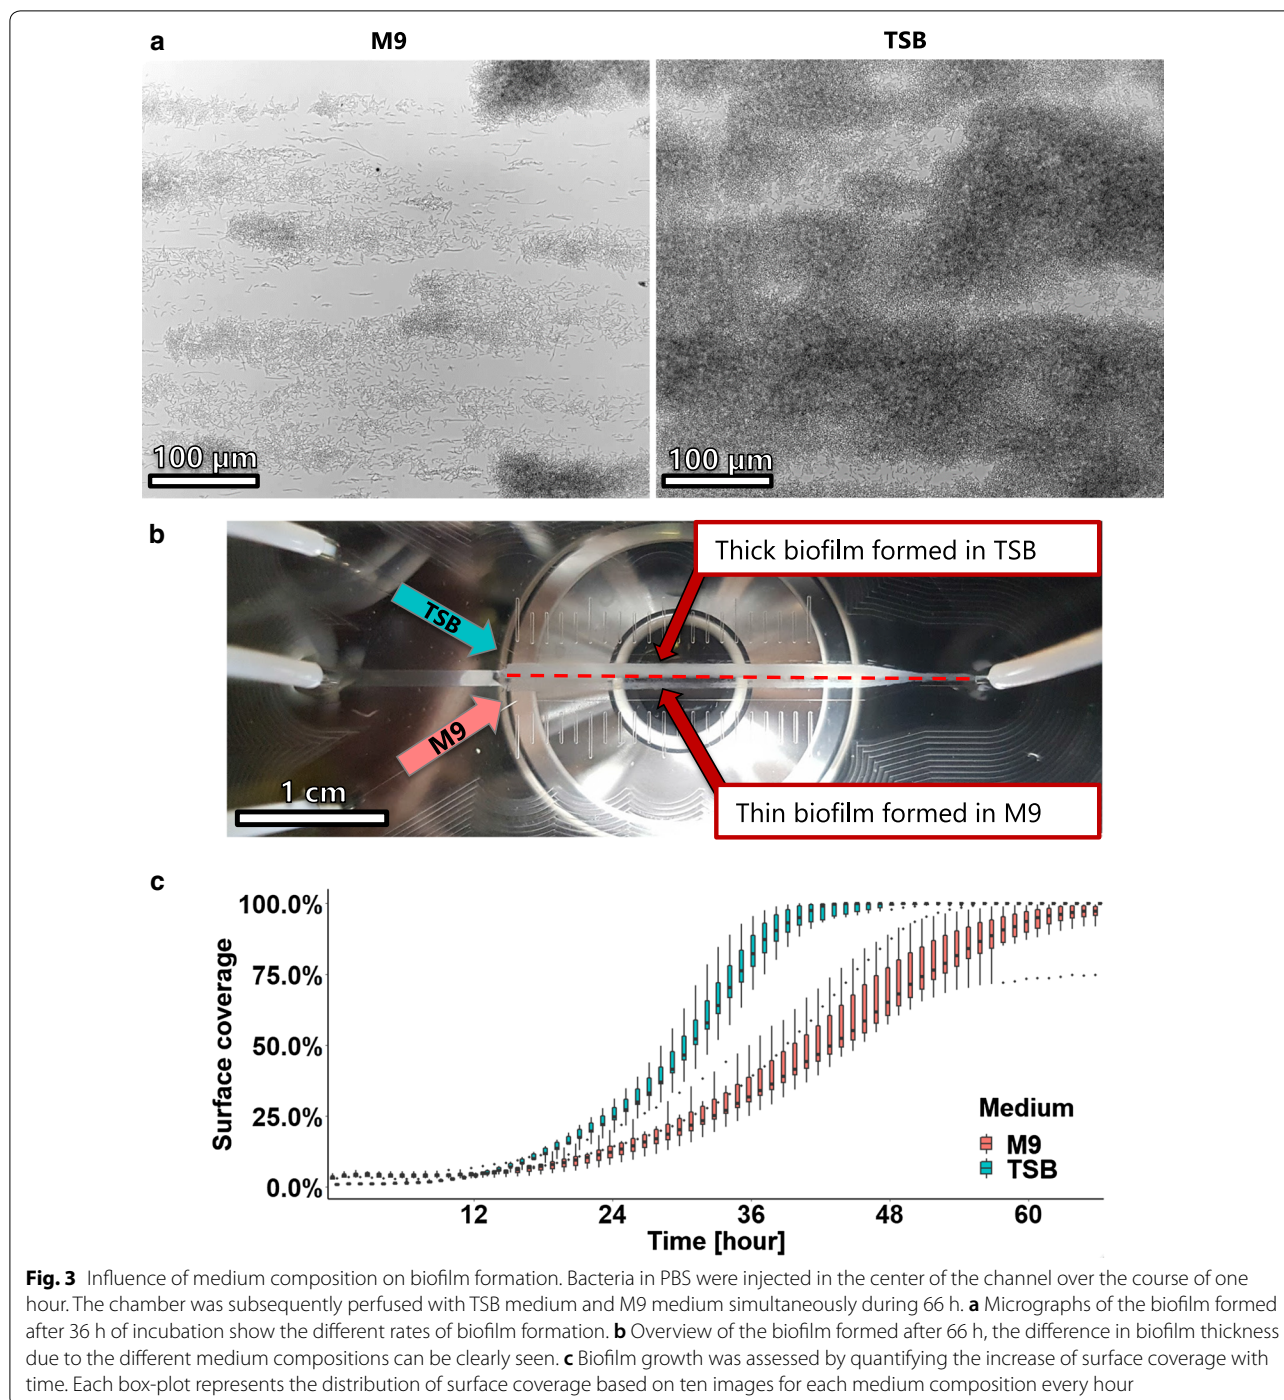 a
M9
TSB
100 µm
100 µm
b
Thick biofilm formed in TSB
TSB
M9
1 cm
Thin biofilm formed in M9
c
100.0%
75.0%
50.0%
25.0%
0.0%
Surface coverage
12
24
36
48
60
Time [hour]
Medium
M9
TSB
Fig. 3 Influence of medium composition on biofilm formation. Bacteria in PBS were injected in the center of the channel over the course of one
hour. The chamber was subsequently perfused with TSB medium and M9 medium simultaneously during 66 h. a Micrographs of the biofilm formed
after 36 h of incubation show the different rates of biofilm formation. b Overview of the biofilm formed after 66 h, the difference in biofilm thickness
due to the different medium compositions can be clearly seen. c Biofilm growth was assessed by quantifying the increase of surface coverage with
time. Each box-plot represents the distribution of surface coverage based on ten images for each medium composition every hour